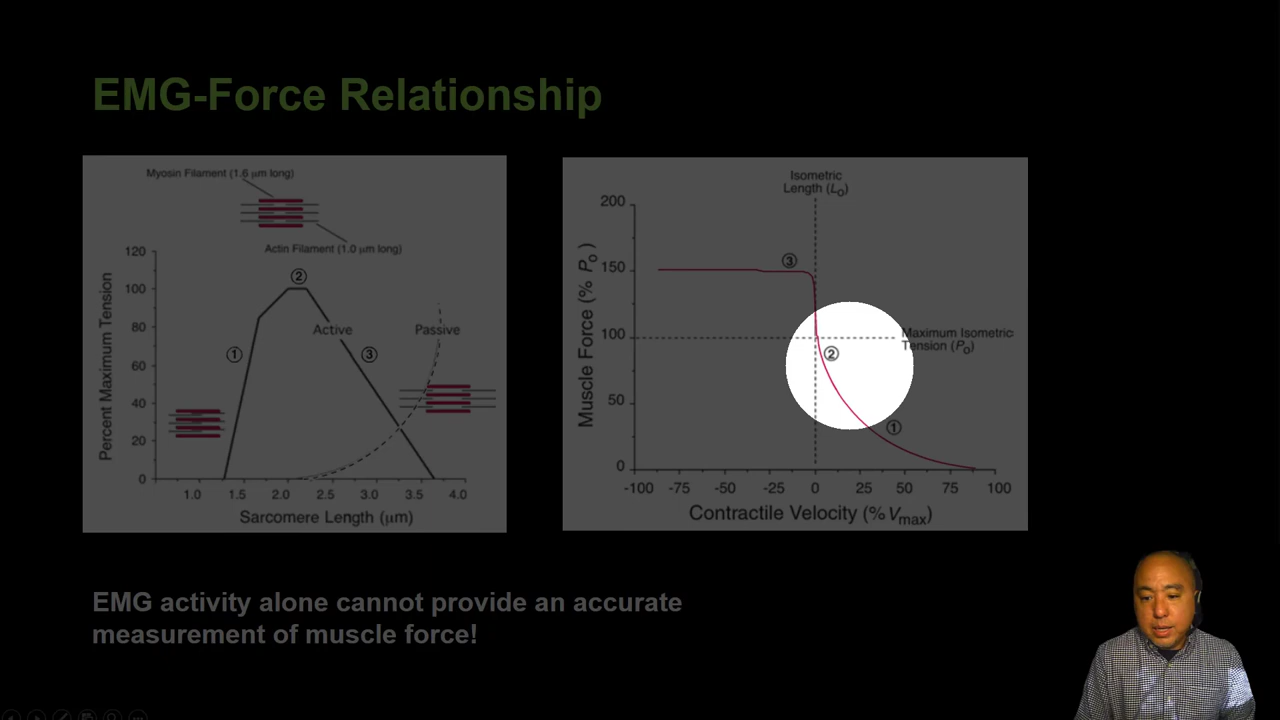 EMG-Force Relationship
Myosin Filament (1.6 μm long)
Actin Filament (1.0 μm long)
120
100
80
60
40
20
0
Percent Maximum Tension
1
2
3
Active
Passive
1.0 1.5 2.0 2.5 3.0 3.5 4.0
Sarcomere Length (μm)
Isometric
Length (Lo)
200
150
100
50
0
Muscle Force (% Po)
3
2
1
Maximum Isometric
Tension (Po)
-100 -75 -50 -25 0 25 50 75 100
Contractile Velocity (% Vmax)
EMG activity alone cannot provide an accurate
measurement of muscle force!